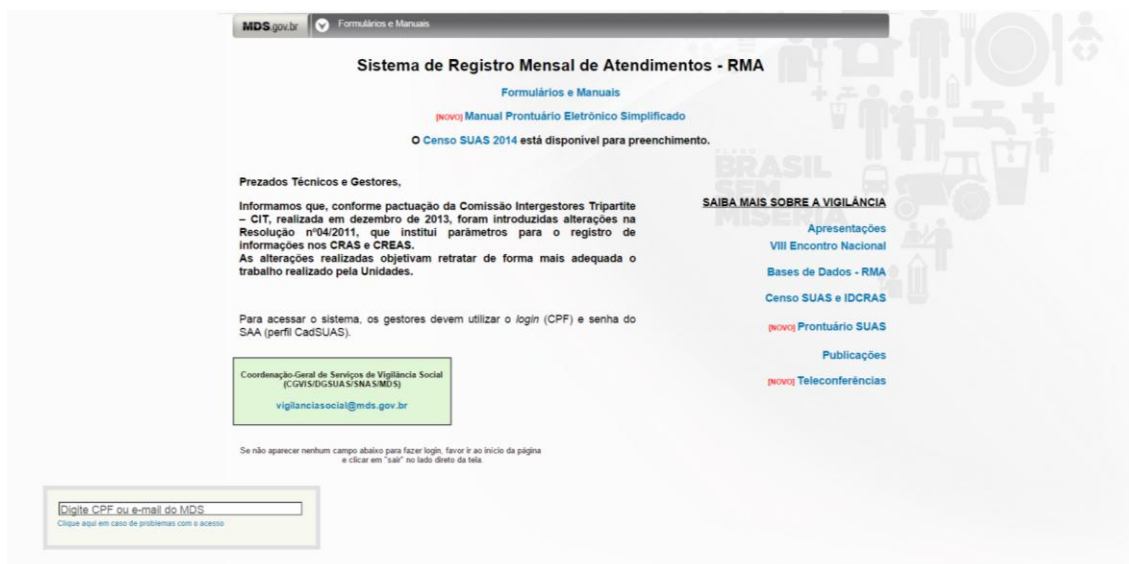 MDS.gov.br Formulários e Manuais
Sistema de Registro Mensal de Atendimentos - RMA
Formulários e Manuais
[NOVO] Manual Prontuário Eletrônico Simplificado
O Censo SUAS 2014 está disponível para preenchimento.
Prezados Técnicos e Gestores,
Informamos que, conforme pactuação da Comissão Intergestores Tripartite
– CIT, realizada em dezembro de 2013, foram introduzidas alterações na
Resolução nº04/2011, que institui parâmetros para o registro de
informações nos CRAS e CREAS.
As alterações realizadas objetivam retratar de forma mais adequada o
trabalho realizado pela Unidades.
Para acessar o sistema, os gestores devem utilizar o login (CPF) e senha do
SAA (perfil CadSUAS).
Coordenação-Geral de Serviços de Vigilância Social
(CGVIS/DGSUAS/SNAS/MDS)
vigilanciasocial@mds.gov.br
Se não aparecer nenhum campo abaixo para fazer login, favor ir ao início da página
e clicar em "sair" no lado direto da tela.
PLANO
BRASIL
SEM
MISÉRIA
SAIBA MAIS SOBRE A VIGILÂNCIA
Apresentações
VIII Encontro Nacional
Bases de Dados - RMA
Censo SUAS e IDCRAS
[NOVO] Prontuário SUAS
Publicações
[NOVO] Teleconferências
Digite CPF ou e-mail do MDS
Clique aqui em caso de problemas com o acesso